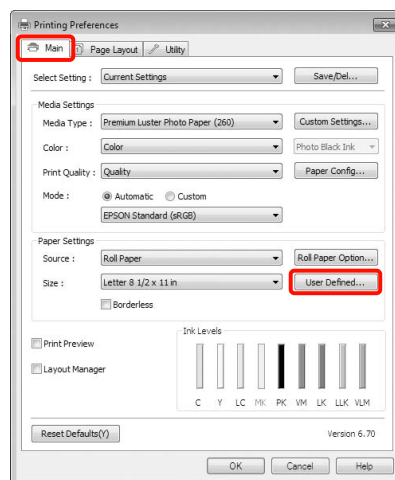 Printing Preferences
Main Page Layout Utility
Select Setting : Current Settings Save/Del...
Media Settings
Media Type : Premium Luster Photo Paper (260) Custom Settings...
Color : Color Photo Black Ink
Print Quality : Quality Paper Config...
Mode : Automatic Custom
EPSON Standard (sRGB)
Paper Settings
Source : Roll Paper Roll Paper Option...
Size : Letter 8 1/2 x 11 in User Defined...
Borderless
Ink Levels
Print Preview
Layout Manager
C Y LC MK PK VM LK LLK VLM
Reset Defaults(Y) Version 6.70
OK Cancel Help